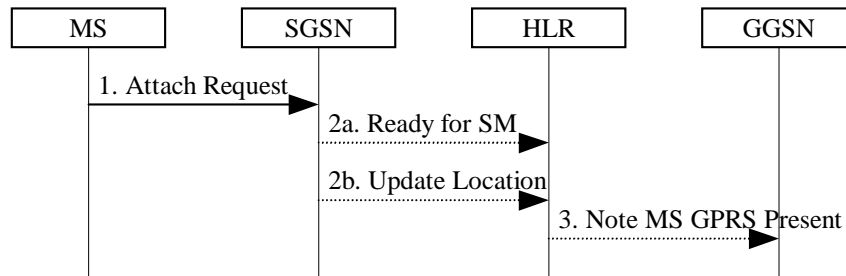 MS
SGSN
HLR
GGSN
1. Attach Request
2a. Ready for SM
2b. Update Location
3. Note MS GPRS Present